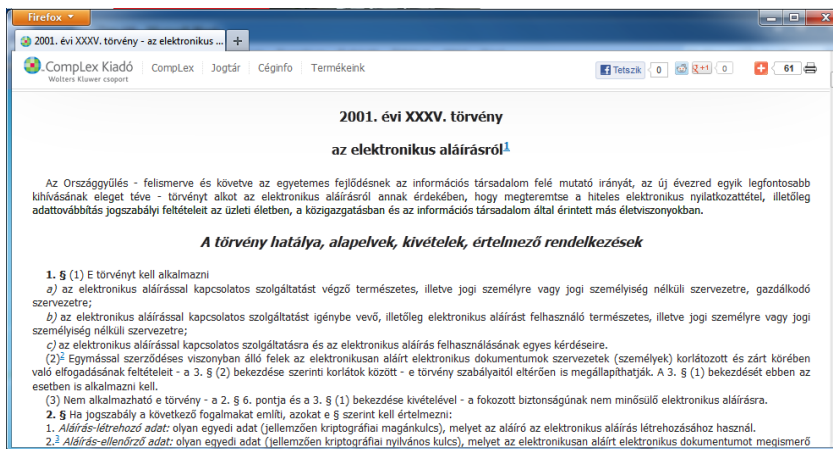 Firefox
2001. évi XXXV. törvény - az elektronikus ... +
CompLex Kiadó CompLex Jogtár Céginfo Termékeink Tetszik 0 +1 0 61
Wolters Kluwer csoport
2001. évi XXXV. törvény
az elektronikus aláírásról1
Az Országgyűlés - felismerve és követve az egyetemes fejlődésnek az információs társadalom felé mutató irányát, az új évezred egyik legfontosabb
kihívásának eleget téve - törvényt alkot az elektronikus aláírásról annak érdekében, hogy megteremtse a hiteles elektronikus nyilatkozattétel, illetőleg
adattovábbítás jogszabályi feltételeit az üzleti életben, a közigazgatásban és az információs társadalom által érintett más életviszonyokban.
A törvény hatálya, alapelvek, kivételek, értelmező rendelkezések
1. § (1) E törvényt kell alkalmazni
a) az elektronikus aláírással kapcsolatos szolgáltatást végző természetes, illetve jogi személyre vagy jogi személyiség nélküli szervezetre, gazdálkodó
szervezetre;
b) az elektronikus aláírással kapcsolatos szolgáltatást igénybe vevő, illetőleg elektronikus aláírást felhasználó természetes, illetve jogi személyre vagy jogi
személyiség nélküli szervezetre;
c) az elektronikus aláírással kapcsolatos szolgáltatásra és az elektronikus aláírás felhasználásának egyes kérdéseire.
(2)2 Egymással szerződéses viszonyban álló felek az elektronikusan aláírt elektronikus dokumentumok szervezetek (személyek) korlátozott és zárt körében
való elfogadásának feltételeit - a 3. § (2) bekezdése szerinti korlátok között - e törvény szabályaitól eltérően is megállapíthatják. A 3. § (1) bekezdését ebben az
esetben is alkalmazni kell.
(3) Nem alkalmazható e törvény - a 2. § 6. pontja és a 3. § (1) bekezdése kivételével - a fokozott biztonságúnak nem minősülő elektronikus aláírásra.
2. § Ha jogszabály a következő fogalmakat említi, azokat e § szerint kell értelmezni:
1. Aláírás-létrehozó adat: olyan egyedi adat (jellemzően kriptográfiai magánkulcs), melyet az aláíró az elektronikus aláírás létrehozásához használ.
2.3 Aláírás-ellenőrző adat: olyan egyedi adat (jellemzően kriptográfiai nyilvános kulcs), melyet az elektronikusan aláírt elektronikus dokumentumot megismerő